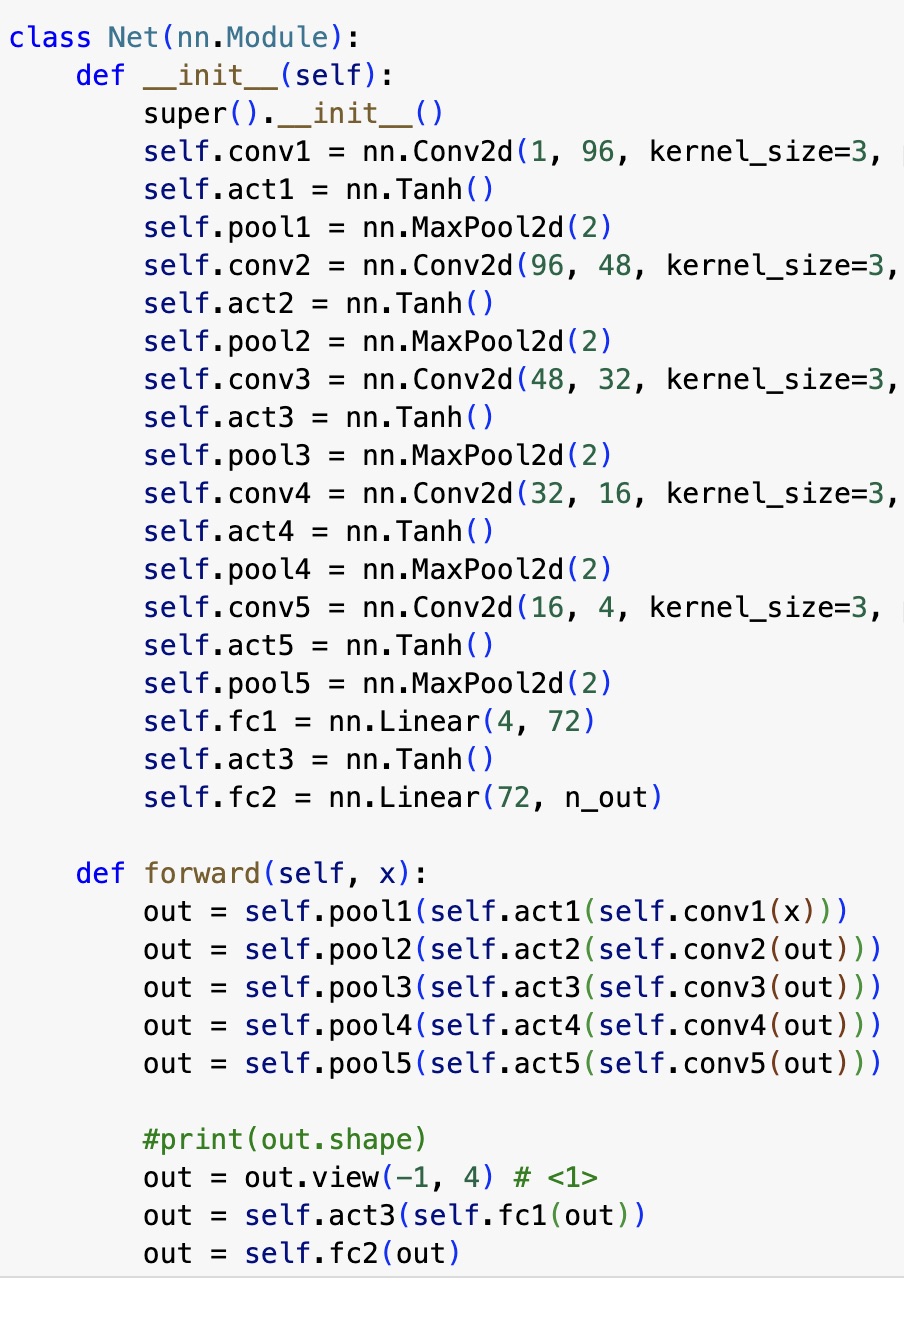 class Net(nn.Module):
    def __init__(self):
        super().__init__()
        self.conv1 = nn.Conv2d(1, 96, kernel_size=3,
        self.act1 = nn.Tanh()
        self.pool1 = nn.MaxPool2d(2)
        self.conv2 = nn.Conv2d(96, 48, kernel_size=3,
        self.act2 = nn.Tanh()
        self.pool2 = nn.MaxPool2d(2)
        self.conv3 = nn.Conv2d(48, 32, kernel_size=3,
        self.act3 = nn.Tanh()
        self.pool3 = nn.MaxPool2d(2)
        self.conv4 = nn.Conv2d(32, 16, kernel_size=3,
        self.act4 = nn.Tanh()
        self.pool4 = nn.MaxPool2d(2)
        self.conv5 = nn.Conv2d(16, 4, kernel_size=3,
        self.act5 = nn.Tanh()
        self.pool5 = nn.MaxPool2d(2)
        self.fc1 = nn.Linear(4, 72)
        self.act3 = nn.Tanh()
        self.fc2 = nn.Linear(72, n_out)
    def forward(self, x):
        out = self.pool1(self.act1(self.conv1(x)))
        out = self.pool2(self.act2(self.conv2(out)))
        out = self.pool3(self.act3(self.conv3(out)))
        out = self.pool4(self.act4(self.conv4(out)))
        out = self.pool5(self.act5(self.conv5(out)))
        #print(out.shape)
        out = out.view(-1, 4) # <1>
        out = self.act3(self.fc1(out))
        out = self.fc2(out)